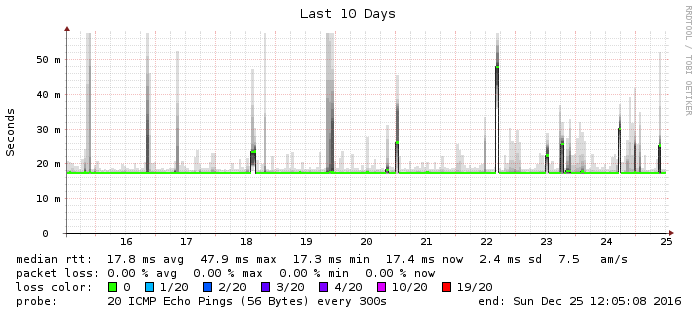 Last 10 Days
RRDTOOL / TOBI OETIKER
Seconds
50 m
40 m
30 m
20 m
10 m
0
16 17 18 19 20 21 22 23 24 25
median rtt: 17.8 ms avg 47.9 ms max 17.3 ms min 17.4 ms now 2.4 ms sd 7.5 am/s
packet loss: 0.00 % avg 0.00 % max 0.00 % min 0.00 % now
loss color: 0 1/20 2/20 3/20 4/20 10/20 19/20
probe: 20 ICMP Echo Pings (56 Bytes) every 300s end: Sun Dec 25 12:05:08 2016